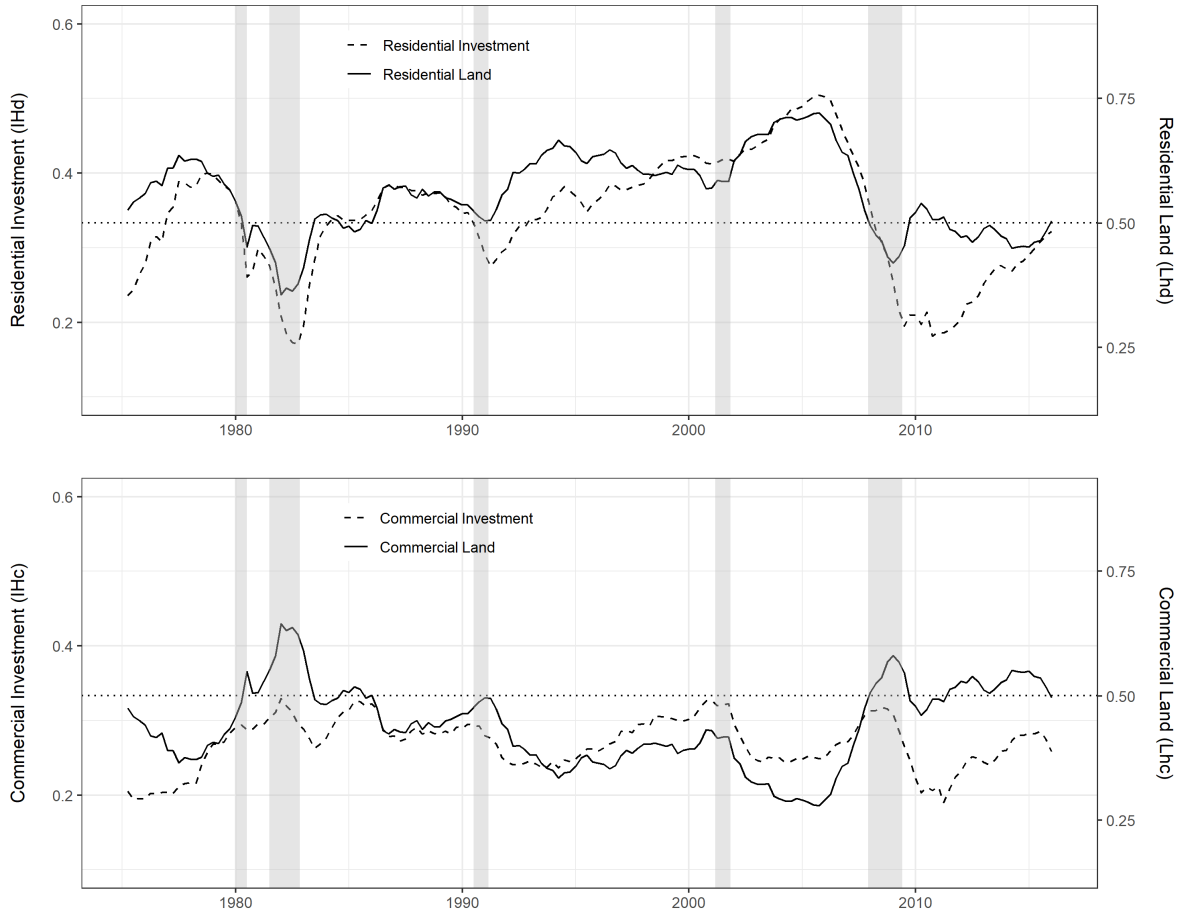 0.6
Residential Investment
Residential Land
0.75
0.4
0.50
0.2
0.25
Residential Investment (IHd)
Residential Land (Lhd)
1980
1990
2000
2010
0.6
Commercial Investment
Commercial Land
0.75
0.4
0.50
0.2
0.25
Commercial Investment (IHc)
Commercial Land (Lhc)
1980
1990
2000
2010